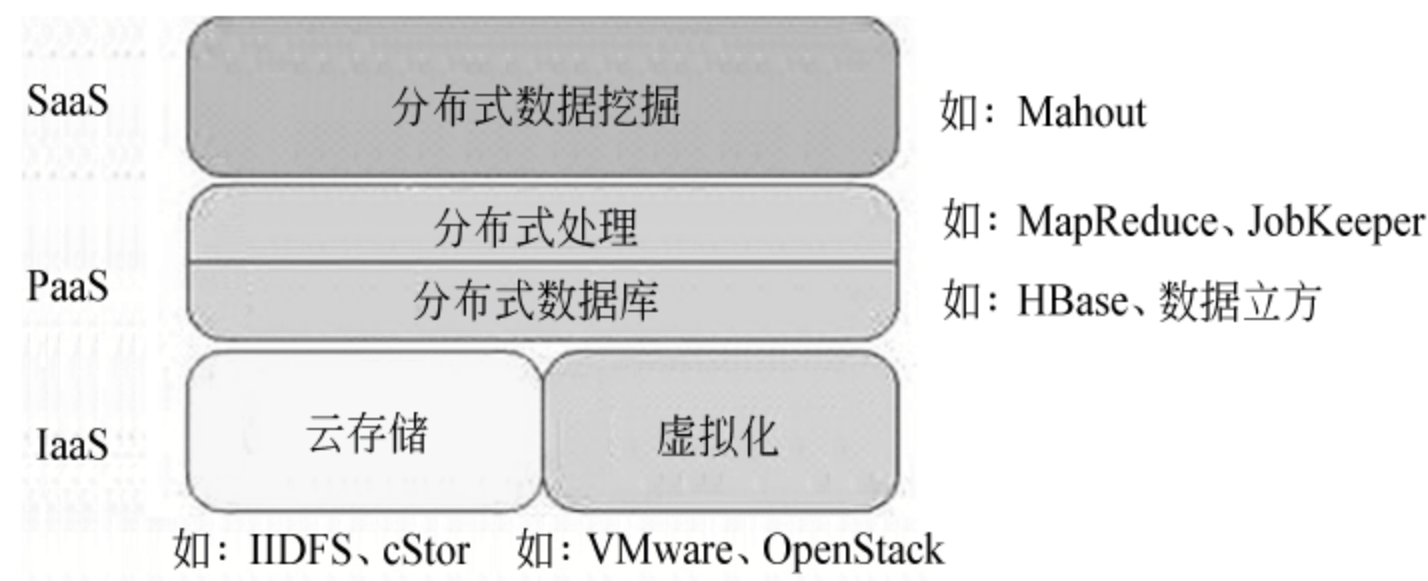 SaaS
分布式数据挖掘
如：Mahout
分布式处理
如：MapReduce、JobKeeper
PaaS
分布式数据库
如：HBase、数据立方
IaaS
云存储
虚拟化
如：IIDFS、cStor
如：VMware、OpenStack